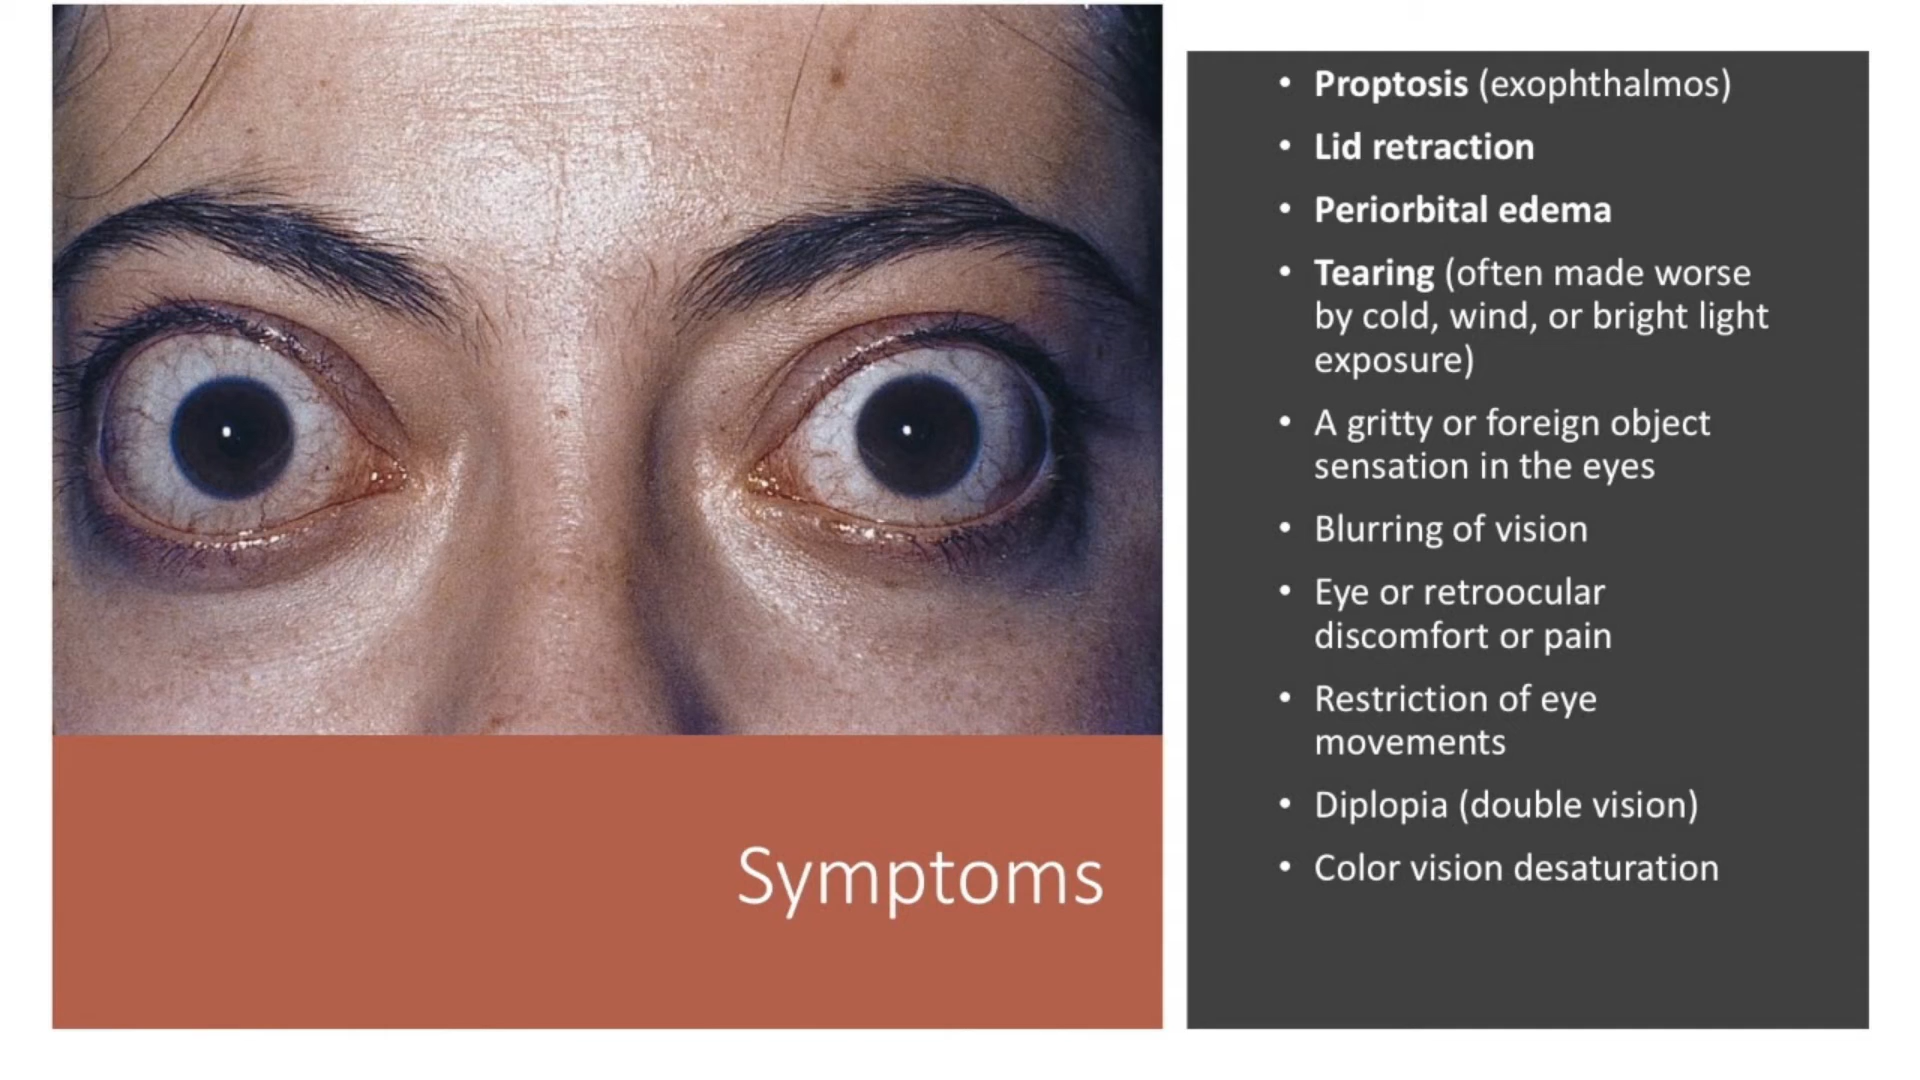 • Proptosis (exophthalmos)
• Lid retraction
• Periorbital edema
• Tearing (often made worse
by cold, wind, or bright light
exposure)
• A gritty or foreign object
sensation in the eyes
• Blurring of vision
• Eye or retroocular
discomfort or pain
• Restriction of eye
movements
• Diplopia (double vision)
• Color vision desaturation
Symptoms